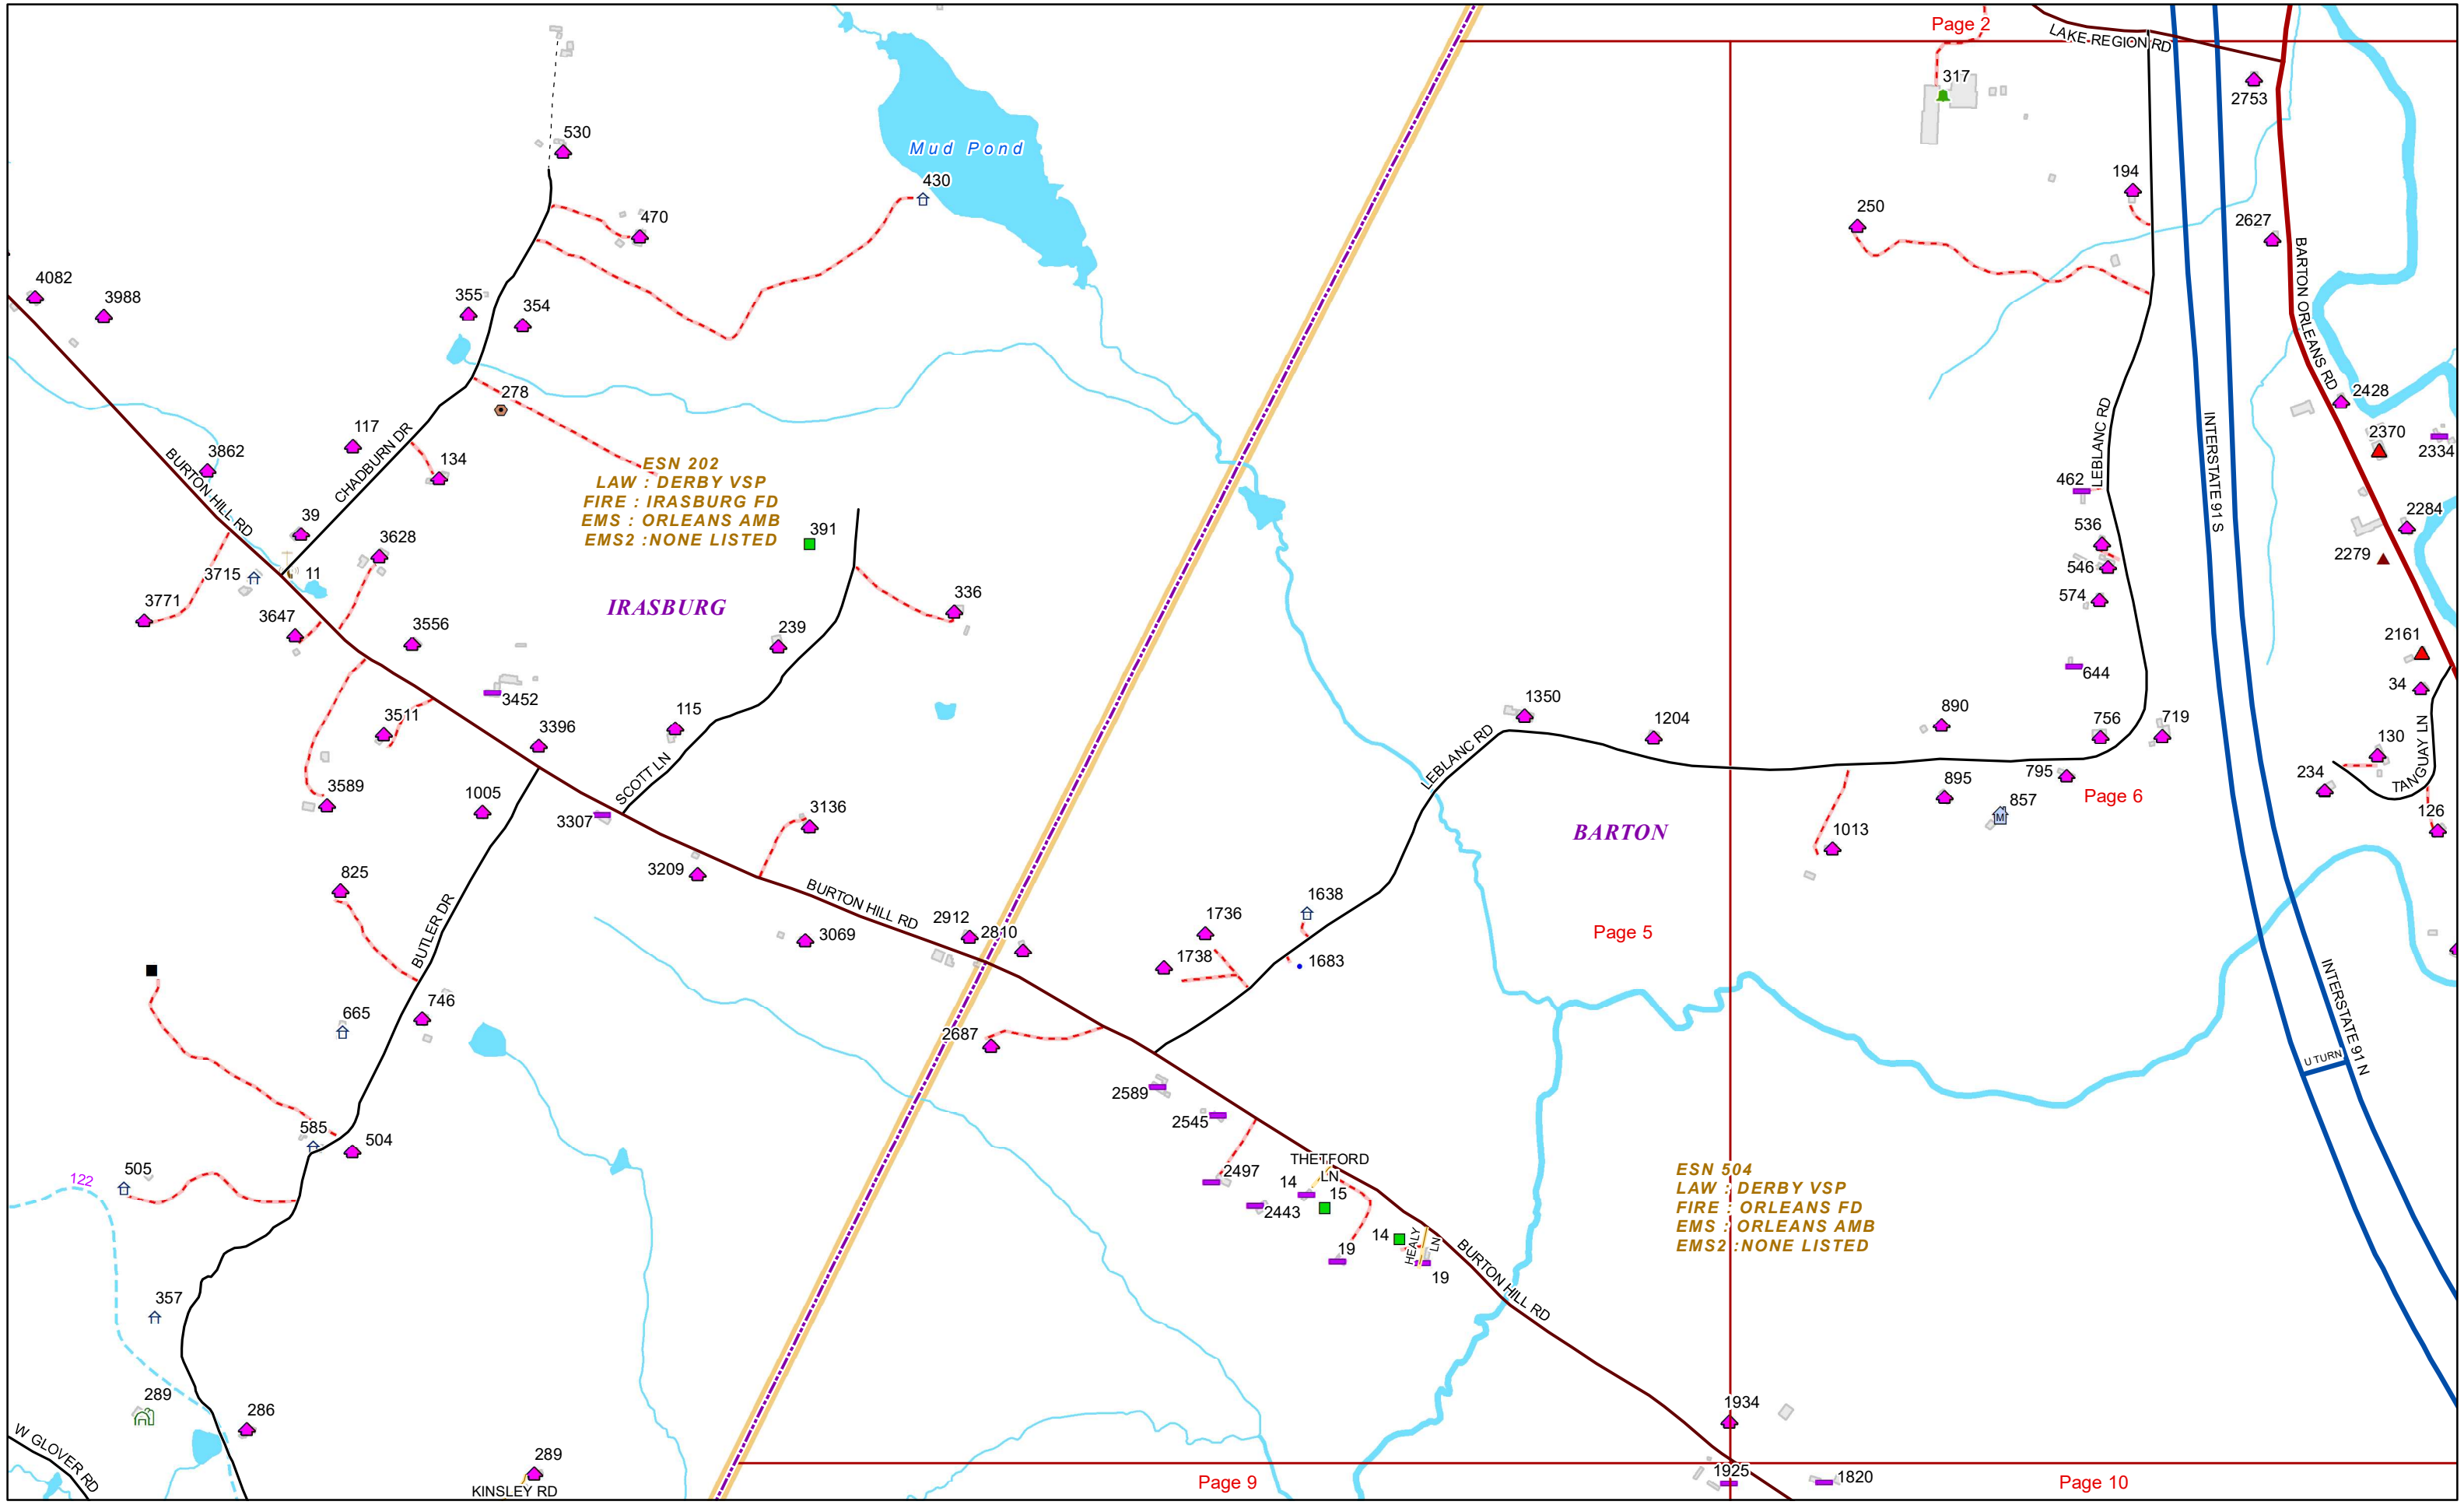 Page 2
LAKE REGION RD
317
2753
530
Mud Pond
430
194
470
250
2627
BARTON ORLEANS RD
4082
3988
355
354
278
2428
117
CHADBURN DR
134
3862
BURTON HILL RD
LEBLANC RD
INTERSTATE 91 S
2370
2334
ESN 202
LAW : DERBY VSP
FIRE : IRASBURG FD
EMS : ORLEANS AMB
EMS2 :NONE LISTED
462
39
3628
391
536
2284
3715
11
546
2279
3771
336
574
IRASBURG
3647
3556
239
2161
644
34
3452
3511
115
1350
1204
890
756
719
3396
LEBLANC RD
130
TANGUAY LN
3589
1005
SCOTT LN
3307
3136
895
795
Page 6
234
857
126
BARTON
1013
825
3209
BURTON HILL RD
BUTLER DR
3069
2912
2810
1638
1736
Page 5
1738
1683
INTERSTATE 91 N
746
665
2687
U TURN
2589
2545
585
504
505
122
2497
THETFORD
LN
14
15
2443
ESN 504
LAW : DERBY VSP
FIRE : ORLEANS FD
EMS : ORLEANS AMB
EMS2 :NONE LISTED
14
HEALY
LN
19
19
BURTON HILL RD
357
289
286
1934
W GLOVER RD
289
KINSLEY RD
Page 9
1925
1820
Page 10